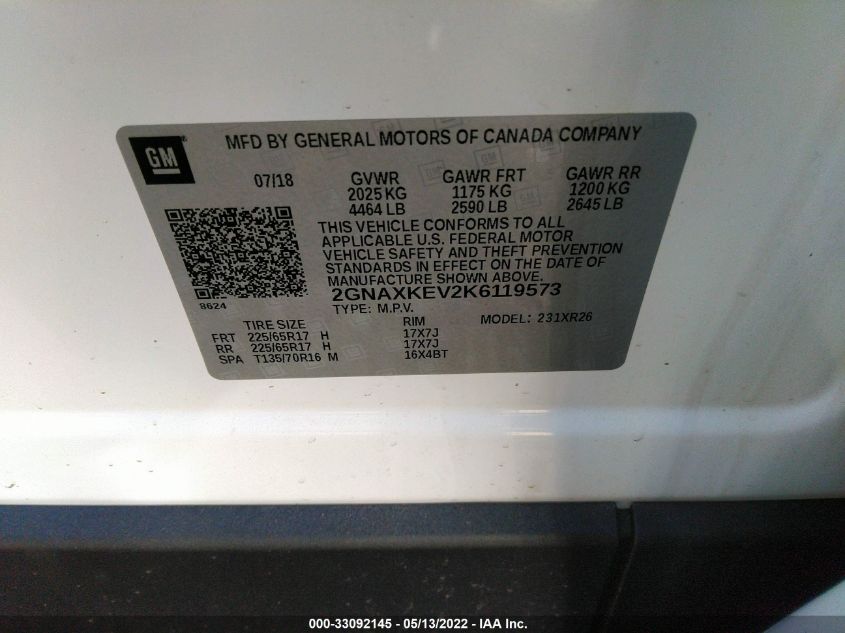 GM
MFD BY GENERAL MOTORS OF CANADA COMPANY
07/18 GVWR GAWR FRT GAWR RR
2025 KG 1175 KG 1200 KG
4464 LB 2590 LB 2645 LB
THIS VEHICLE CONFORMS TO ALL
APPLICABLE U.S. FEDERAL MOTOR
VEHICLE SAFETY AND THEFT PREVENTION
STANDARDS IN EFFECT ON THE DATE OF
MANUFACTURE SHOWN ABOVE.
8624
2GNAXKEV2K6119573
TYPE: M.P.V.
TIRE SIZE RIM MODEL: 231XR26
FRT 225/65R17 H 17X7J
RR 225/65R17 H 17X7J
SPA T135/70R16 M 16X4BT
000-33092145 - 05/13/2022 - IAA Inc.